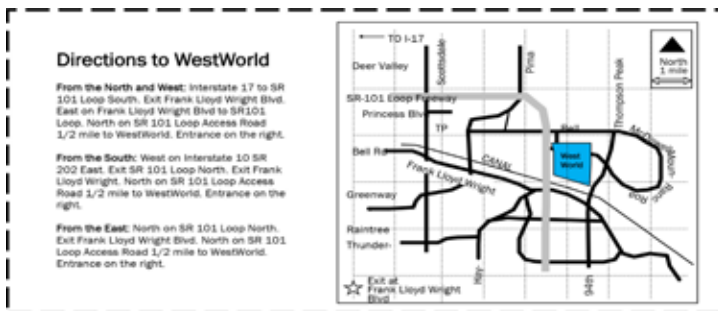 Directions to WestWorld
From the North and West: Interstate 17 to SR
101 Loop South. Exit Frank Lloyd Wright Blvd.
East on Frank Lloyd Wright Blvd to SR101
Loop. North on SR 101 Loop Access Road
1/2 mile to WestWorld. Entrance on the right.
From the South: West on Interstate 10 SR
202 East. Exit SR 101 Loop North. Exit Frank
Lloyd Wright. North on SR 101 Loop Access
Road 1/2 mile to WestWorld. Entrance on the
right.
From the East: North on SR 101 Loop North.
Exit Frank Lloyd Wright Blvd. North on SR 101
Loop Access Road 1/2 mile to WestWorld.
Entrance on the right.
TO I-17
Deer Valley
Scottsdale
Pima
Thompson Peak
North
1 mile
SR-101 Loop Freeway
Princess Blv
TP
Bell
Bell Rd
CANAL
West
World
Frank Lloyd Wright
Greenway
Raintree
Thunder-
Hay-
94th
Exit at
Frank Lloyd Wright
Blvd